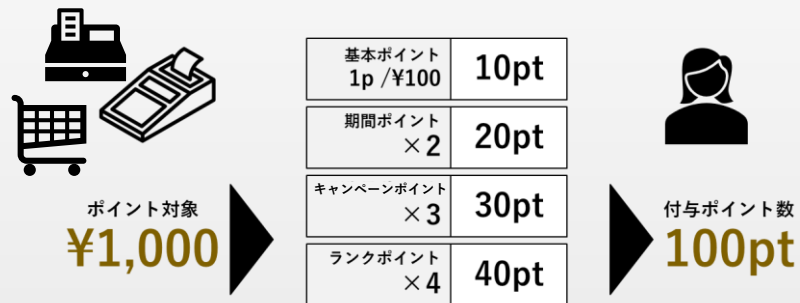 ポイント対象
¥1,000
基本ポイント
1p /¥100
10pt
期間ポイント
×2
20pt
キャンペーンポイント
×3
30pt
ランクポイント
×4
40pt
付与ポイント数
100pt